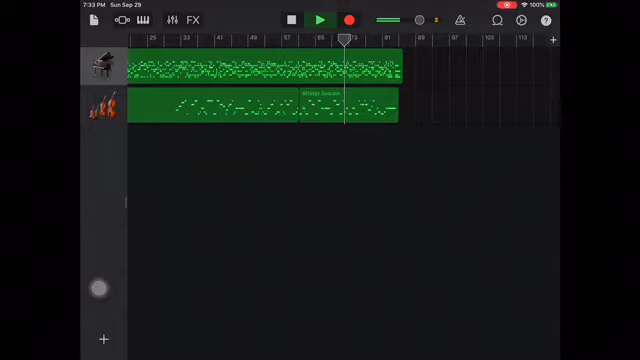 7:33 PM Sun Sep 29 100%
FX
25 33 41 49 57 65 73 81 89 97 105 113
Strings Sustain